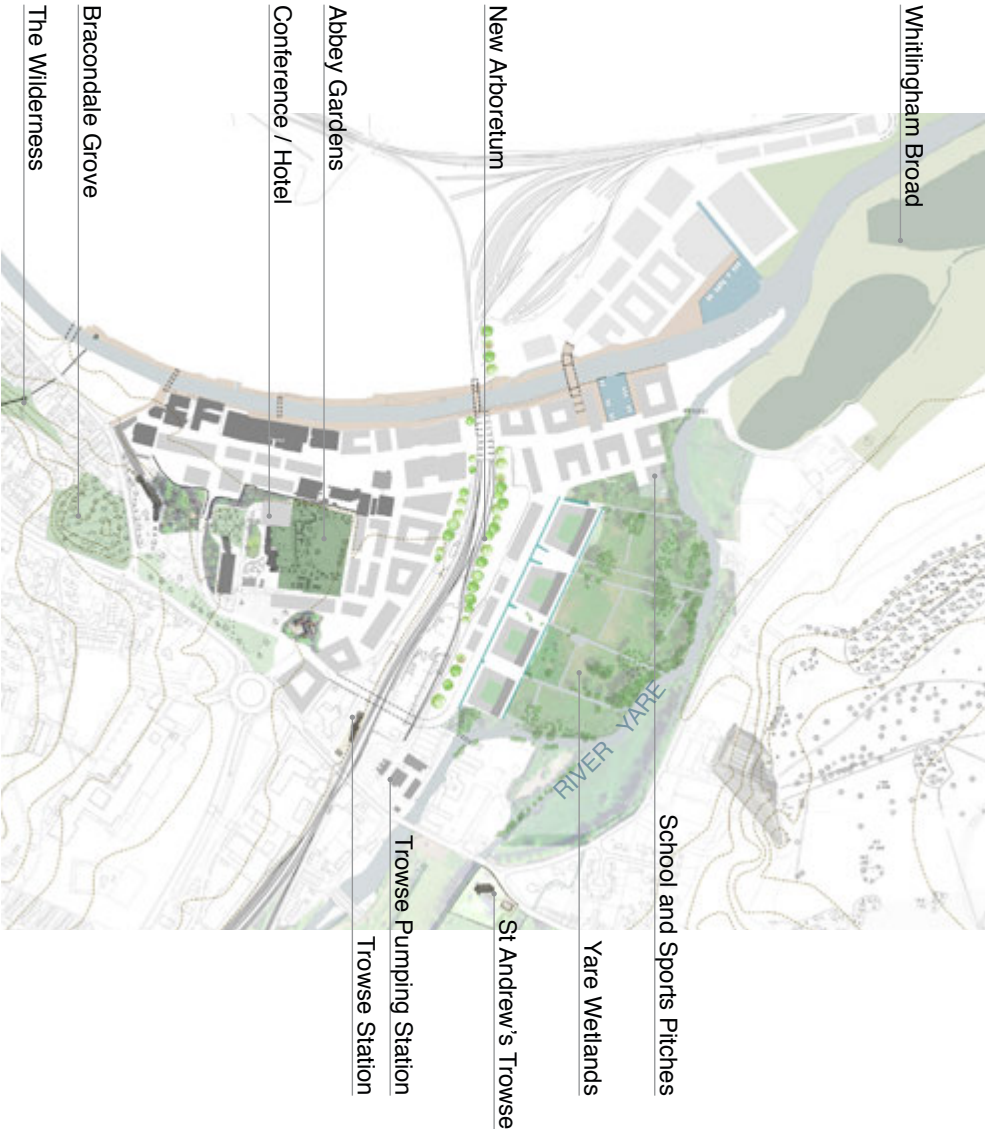 The Wilderness
Bracondale Grove
Conference / Hotel
Abbey Gardens
New Arboretum
Whitlingham Broad
RIVER YARE
School and Sports Pitches
Yare Wetlands
St Andrew’s Trowse
Trowse Pumping Station
Trowse Station